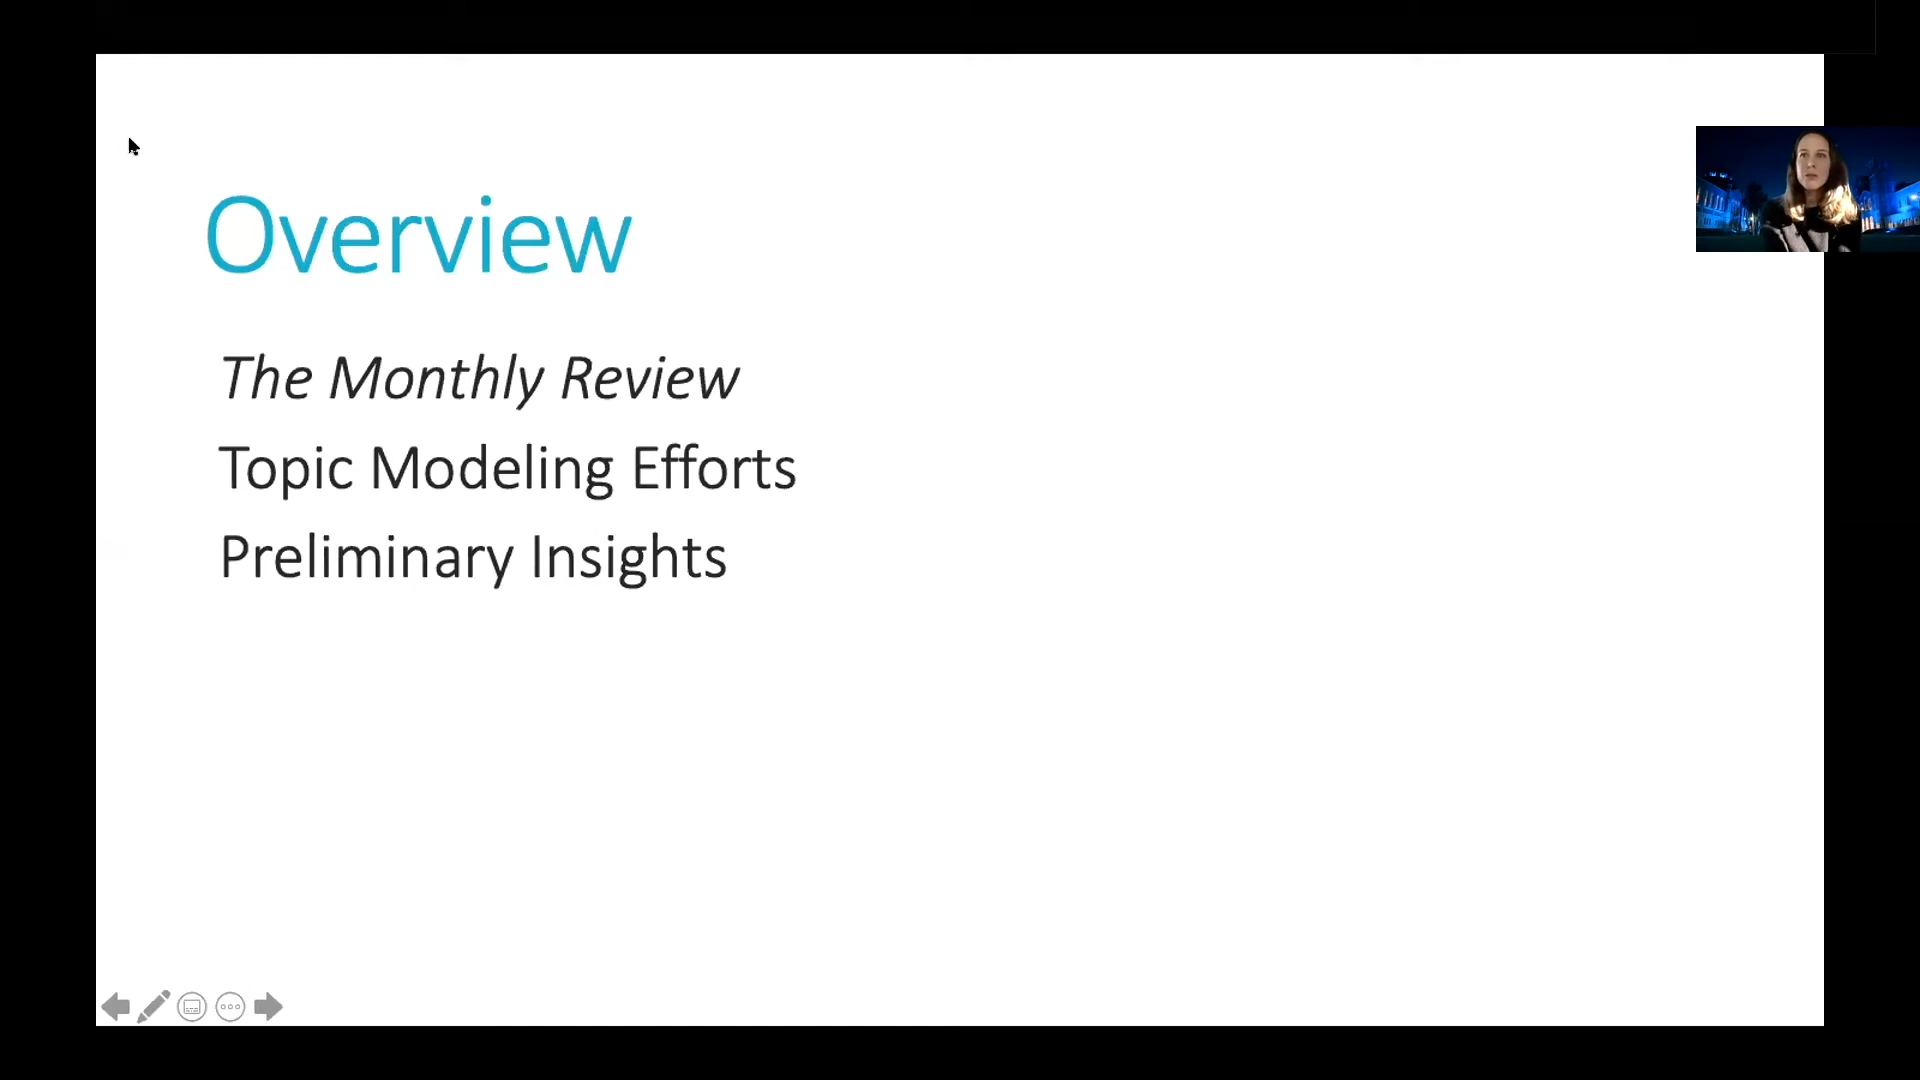 Overview
The Monthly Review
Topic Modeling Efforts
Preliminary Insights